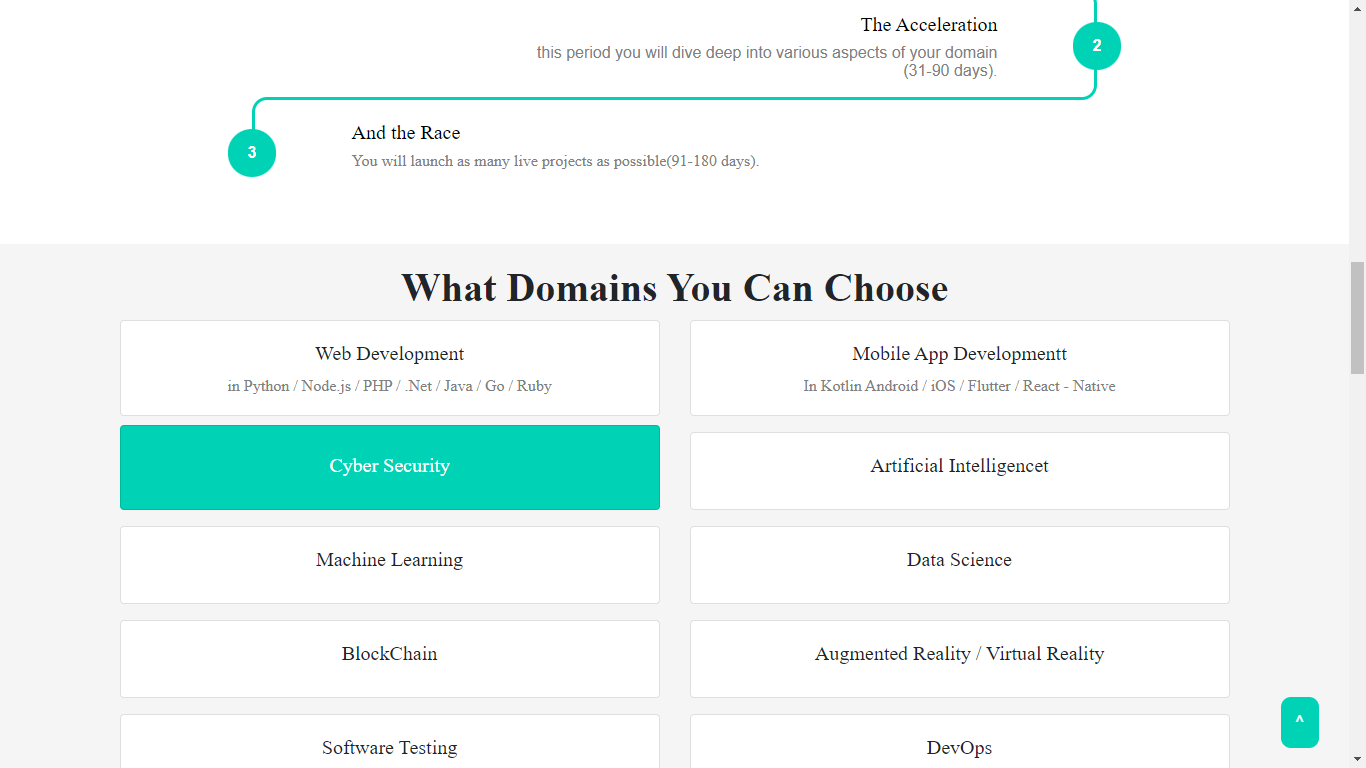 The Acceleration
2
this period you will dive deep into various aspects of your domain
(31-90 days).
And the Race
3
You will launch as many live projects as possible(91-180 days).
What Domains You Can Choose
Web Development
in Python / Node.js / PHP / .Net / Java / Go / Ruby
Mobile App Developmentt
In Kotlin Android / iOS / Flutter / React - Native
Cyber Security
Artificial Intelligencet
Machine Learning
Data Science
BlockChain
Augmented Reality / Virtual Reality
Software Testing
DevOps
^